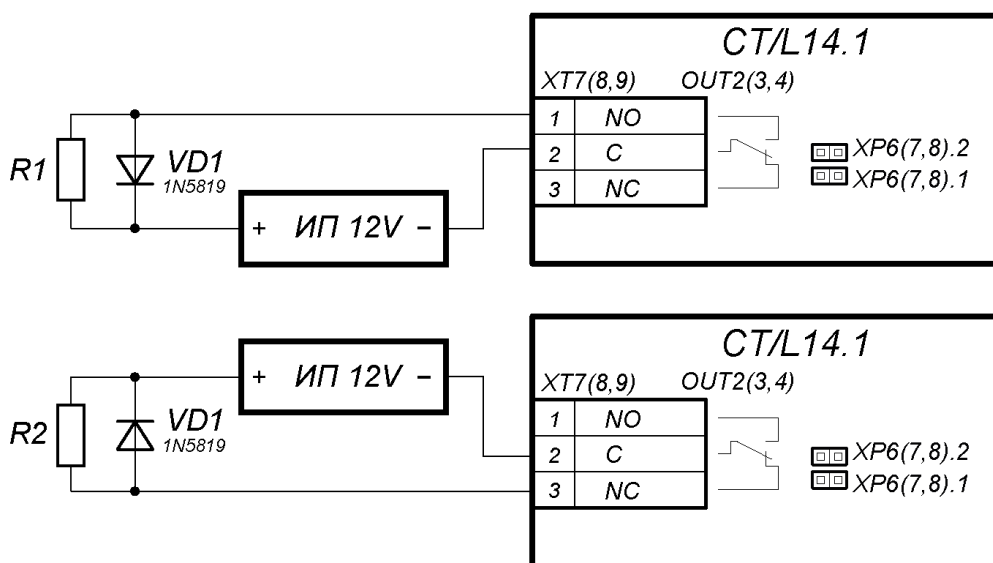 CT/L14.1
XT7(8,9) OUT2(3,4)
1 NO
2 C
3 NC
XP6(7,8).2
XP6(7,8).1
R1
VD1
1N5819
+ ИП 12V −
CT/L14.1
XT7(8,9) OUT2(3,4)
+ ИП 12V −
1 NO
2 C
3 NC
XP6(7,8).2
XP6(7,8).1
R2
VD1
1N5819